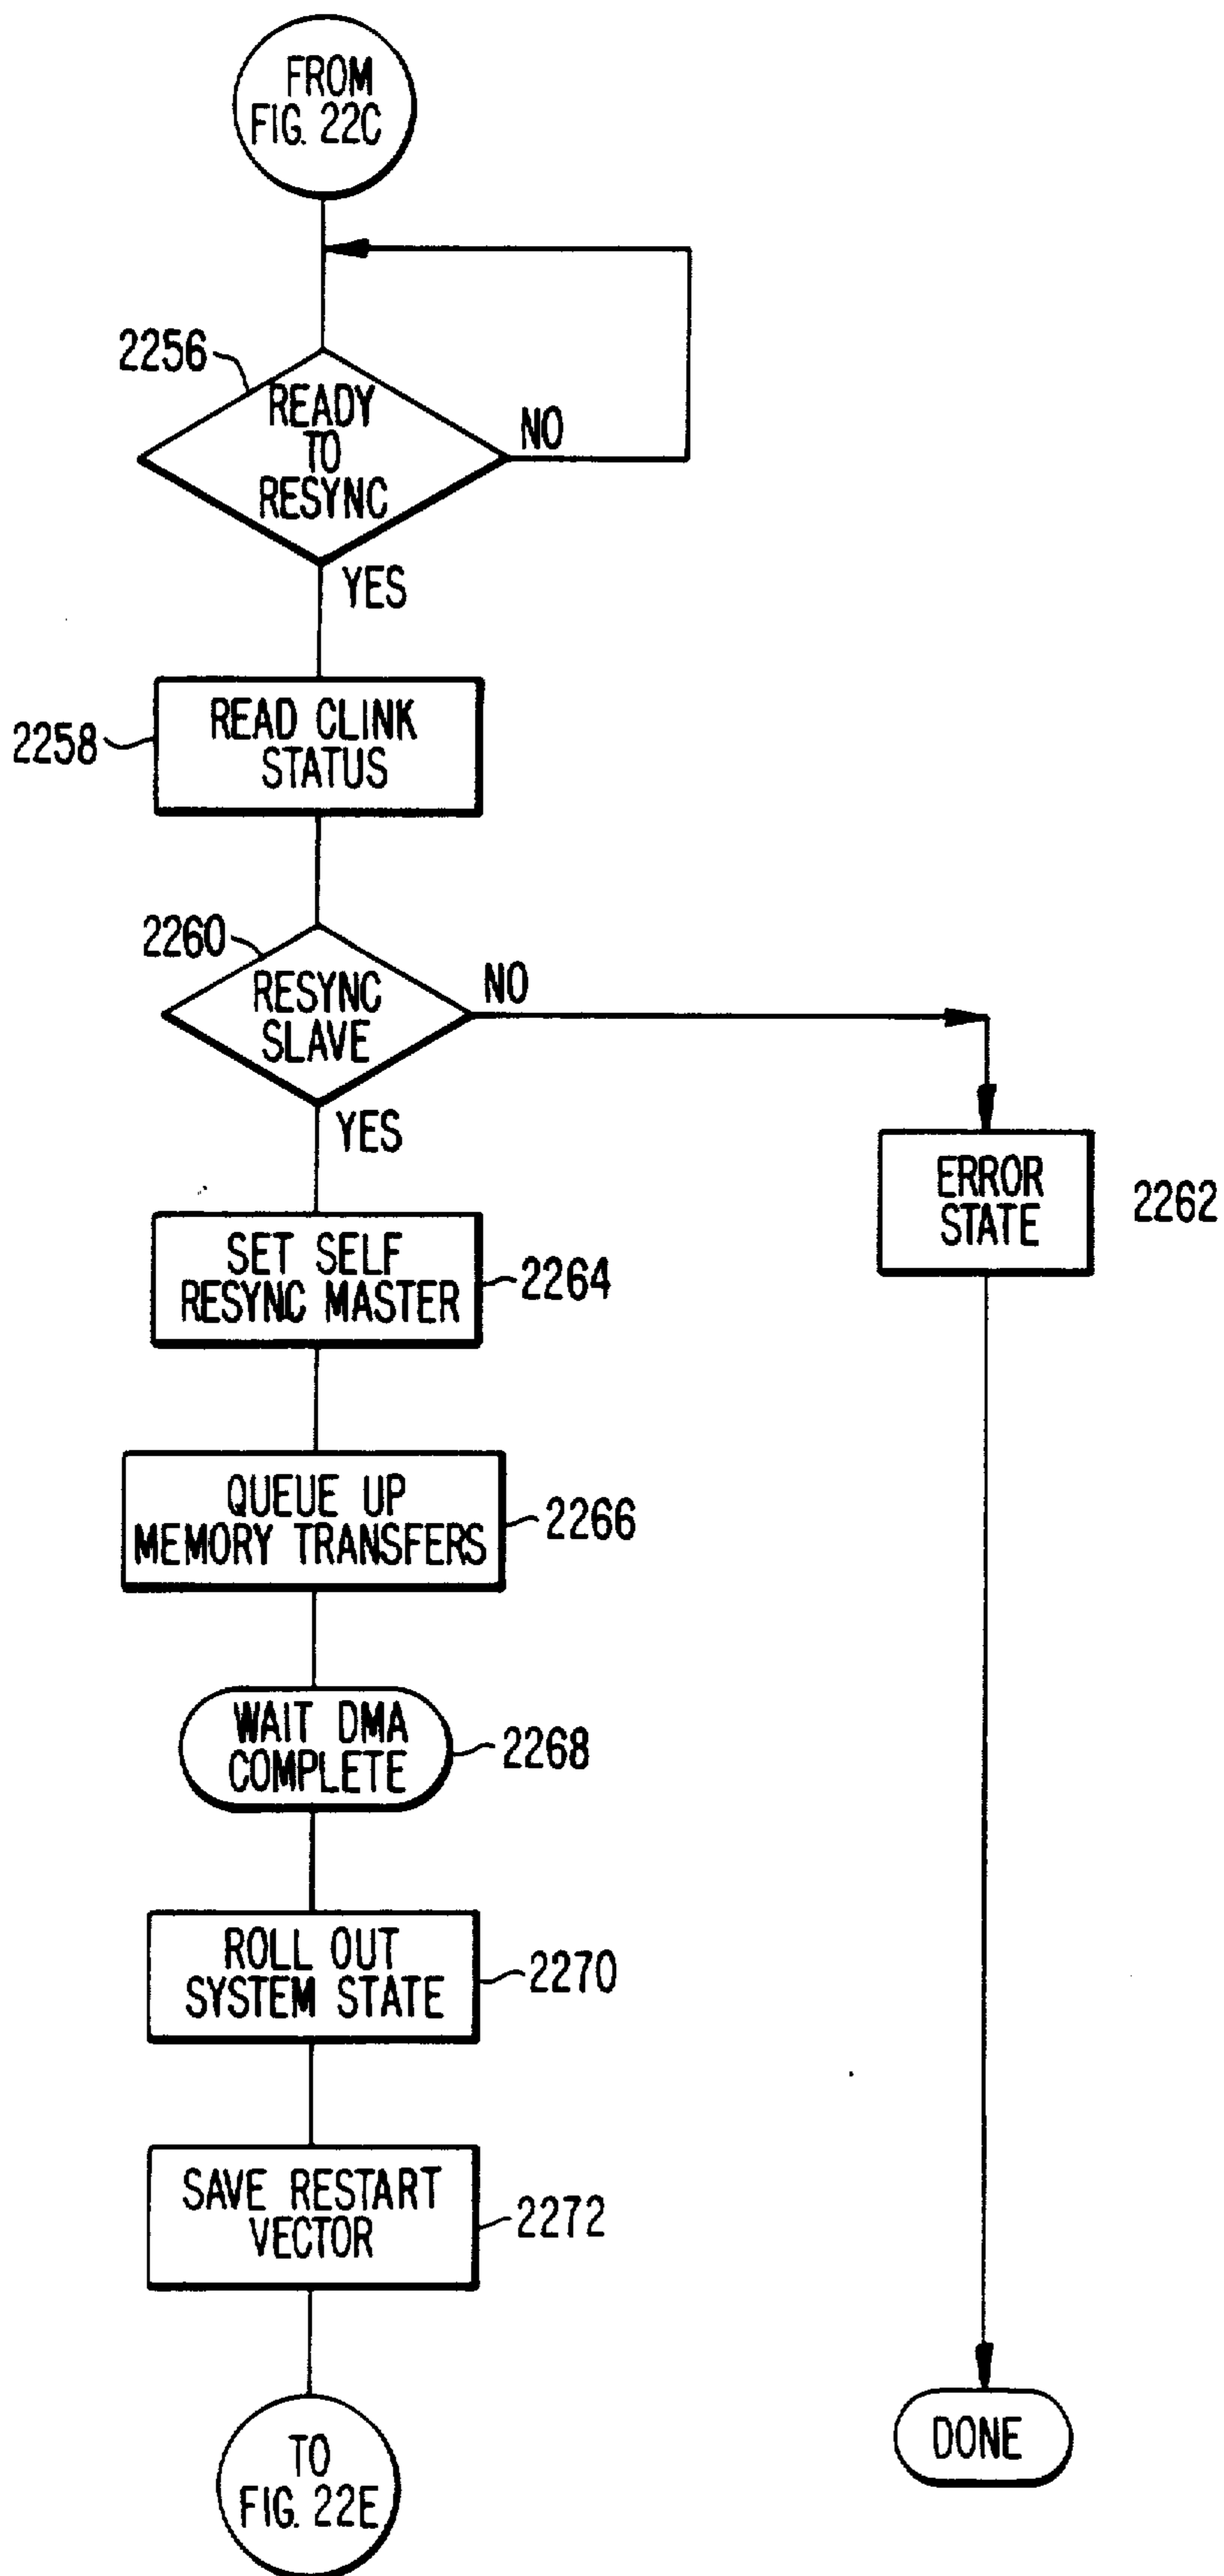 FROM
FIG. 22C
2256
READY
TO
RESYNC
NO
YES
2258
READ CLINK
STATUS
2260
RESYNC
SLAVE
NO
YES
ERROR
STATE
2262
SET SELF
RESYNC MASTER
2264
QUEUE UP
MEMORY TRANSFERS
2266
WAIT DMA
COMPLETE
2268
ROLL OUT
SYSTEM STATE
2270
SAVE RESTART
VECTOR
2272
TO
FIG. 22E
DONE